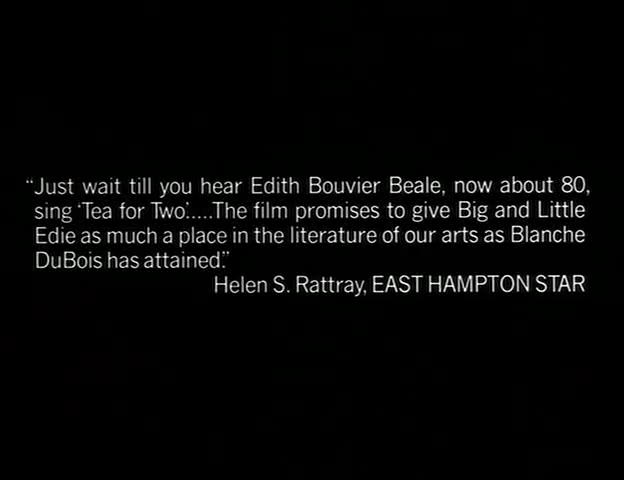 “Just wait till you hear Edith Bouvier Beale, now about 80,
sing ‘Tea for Two’.....The film promises to give Big and Little
Edie as much a place in the literature of our arts as Blanche
DuBois has attained.”
Helen S. Rattray, EAST HAMPTON STAR